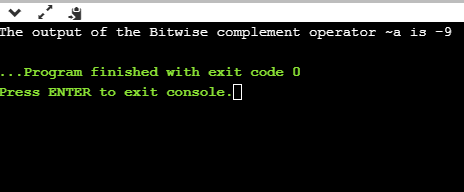 The output of the Bitwise complement operator ~a is -9
...Program finished with exit code 0
Press ENTER to exit console.